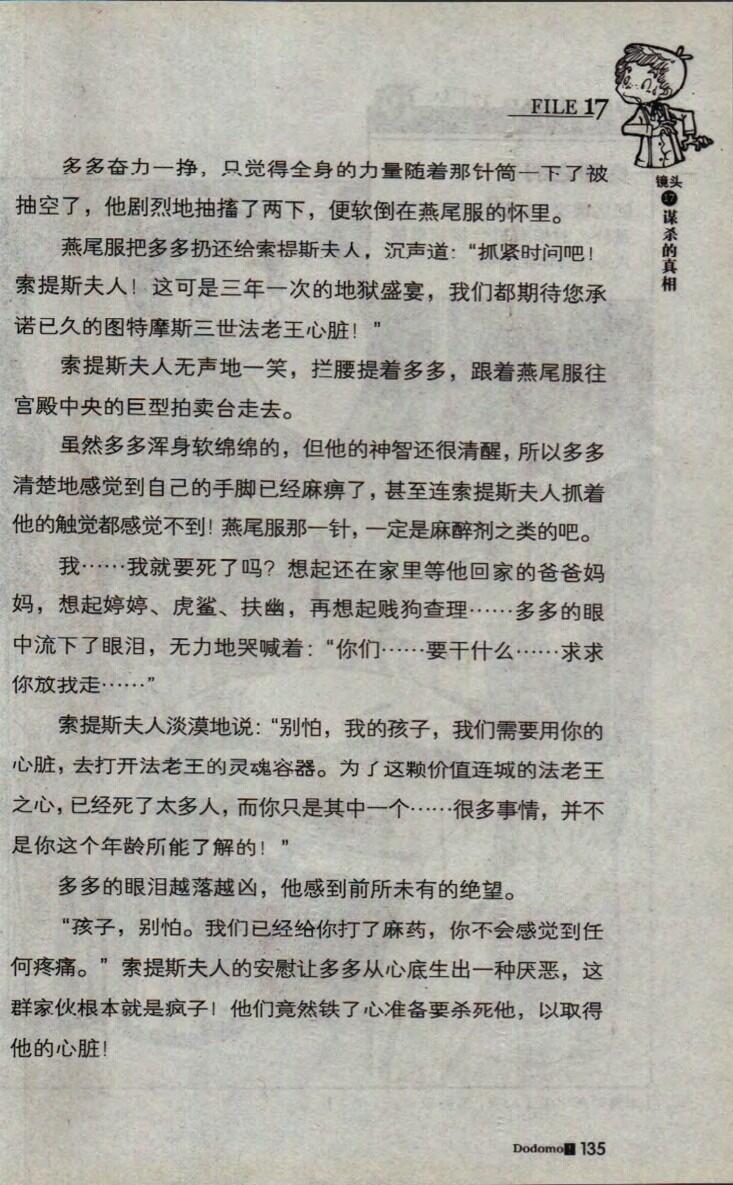 FILE 17
镜头
17
谋杀的真相
多多奋力一挣，只觉得全身的力量随着那针筒一下了被
抽空了，他剧烈地抽搐了两下，便软倒在燕尾服的怀里。
燕尾服把多多扔还给索提斯夫人，沉声道：“抓紧时问吧！
索提斯夫人！这可是三年一次的地狱盛宴，我们都期待您承
诺已久的图特摩斯三世法老王心脏！”
索提斯夫人无声地一笑，拦腰提着多多，跟着燕尾服往
宫殿中央的巨型拍卖台走去。
虽然多多浑身软绵绵的，但他的神智还很清醒，所以多多
清楚地感觉到自己的手脚已经麻痹了，甚至连索提斯夫人抓着
他的触觉都感觉不到！燕尾服那一针，一定是麻醉剂之类的吧。
我……我就要死了吗？想起还在家里等他回家的爸爸妈
妈，想起婷婷、虎鲨、扶幽，再想起贱狗查理……多多的眼
中流下了眼泪，无力地哭喊着：“你们……要干什么……求求
你放我走……”
索提斯夫人淡漠地说：“别怕，我的孩子，我们需要用你的
心脏，去打开法老王的灵魂容器。为了这颗价值连城的法老王
之心，已经死了太多人，而你只是其中一个……很多事情，并不
是你这个年龄所能了解的！”
多多的眼泪越落越凶，他感到前所未有的绝望。
“孩子，别怕。我们已经给你打了麻药，你不会感觉到任
何疼痛。”索提斯夫人的安慰让多多从心底生出一种厌恶，这
群家伙根本就是疯子！他们竟然铁了心准备要杀死他，以取得
他的心脏！
Dodomo! 135